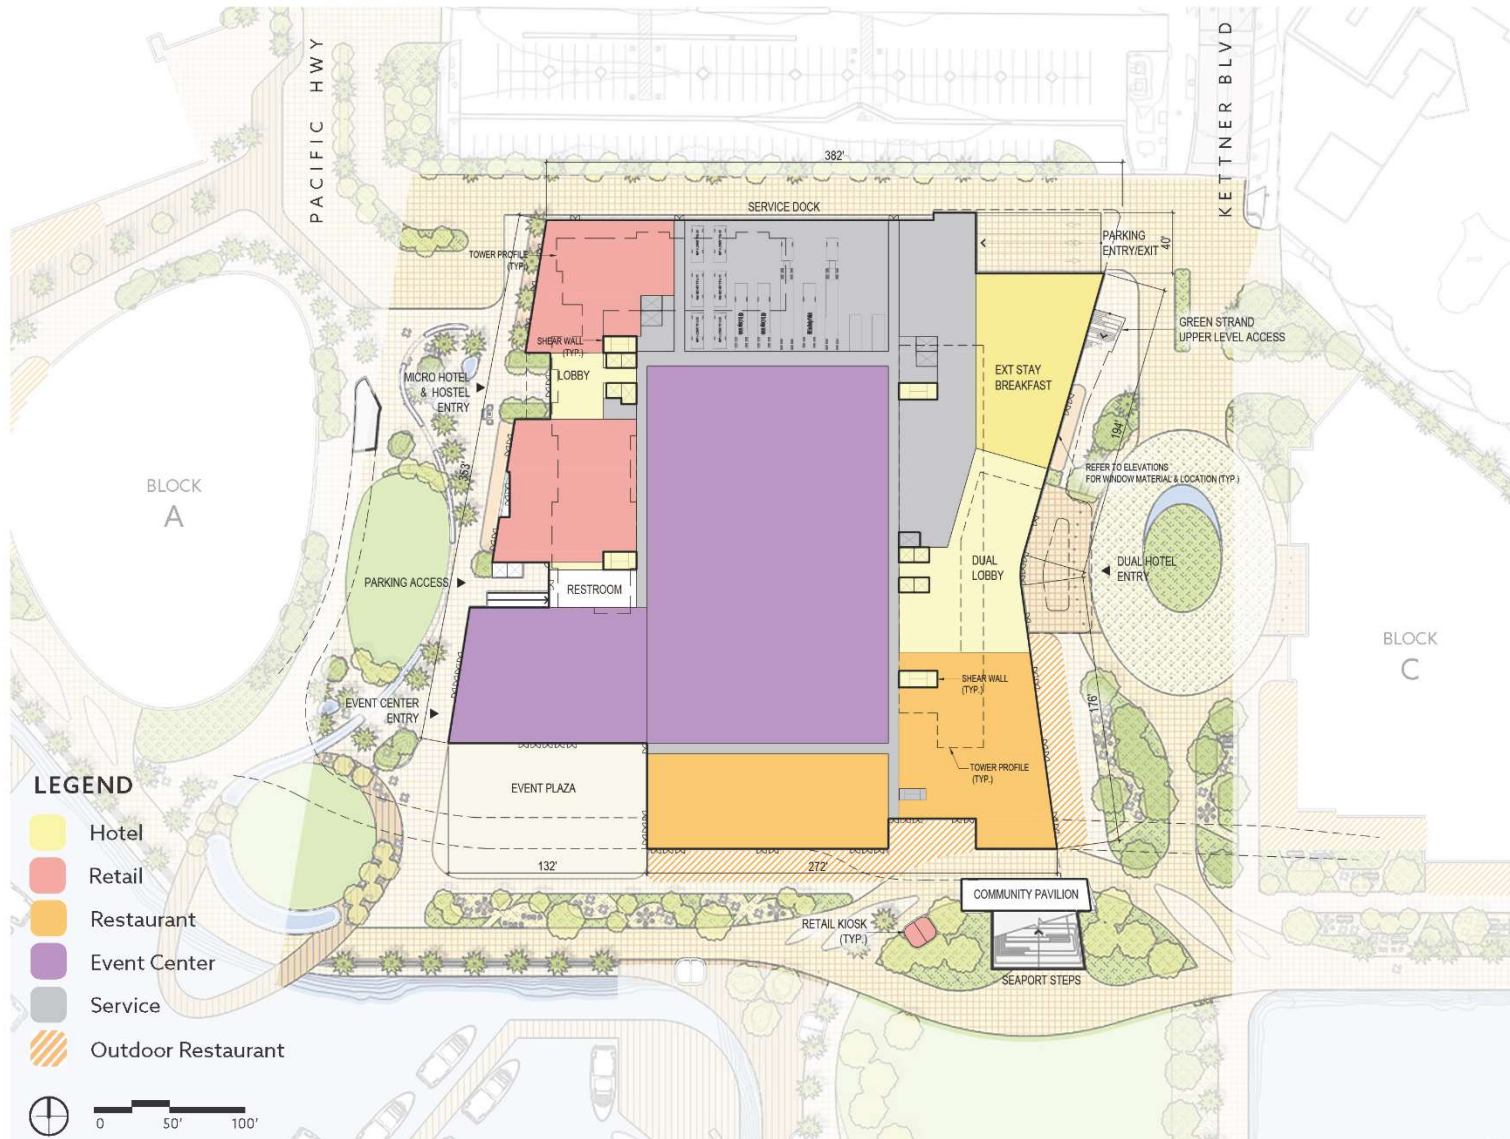 PACIFIC HWY
KETTNER BLVD
382'
SERVICE DOCK
TOWER PROFILE
(TYP.)
PARKING
ENTRY/EXIT
40'
GREEN STRAND
UPPER LEVEL ACCESS
SHEAR WALL
(TYP.)
LOBBY
MICRO HOTEL
& HOSTEL
ENTRY
EXT STAY
BREAKFAST
194'
353'
REFER TO ELEVATIONS
FOR WINDOW MATERIAL & LOCATION (TYP.)
BLOCK
A
PARKING ACCESS
RESTROOM
DUAL
LOBBY
DUAL HOTEL
ENTRY
BLOCK
C
EVENT CENTER
ENTRY
SHEAR WALL
(TYP.)
176'
TOWER PROFILE
(TYP.)
EVENT PLAZA
132'
272'
COMMUNITY PAVILION
RETAIL KIOSK
(TYP.)
SEAPORT STEPS
LEGEND
Hotel
Retail
Restaurant
Event Center
Service
Outdoor Restaurant
0 50' 100'